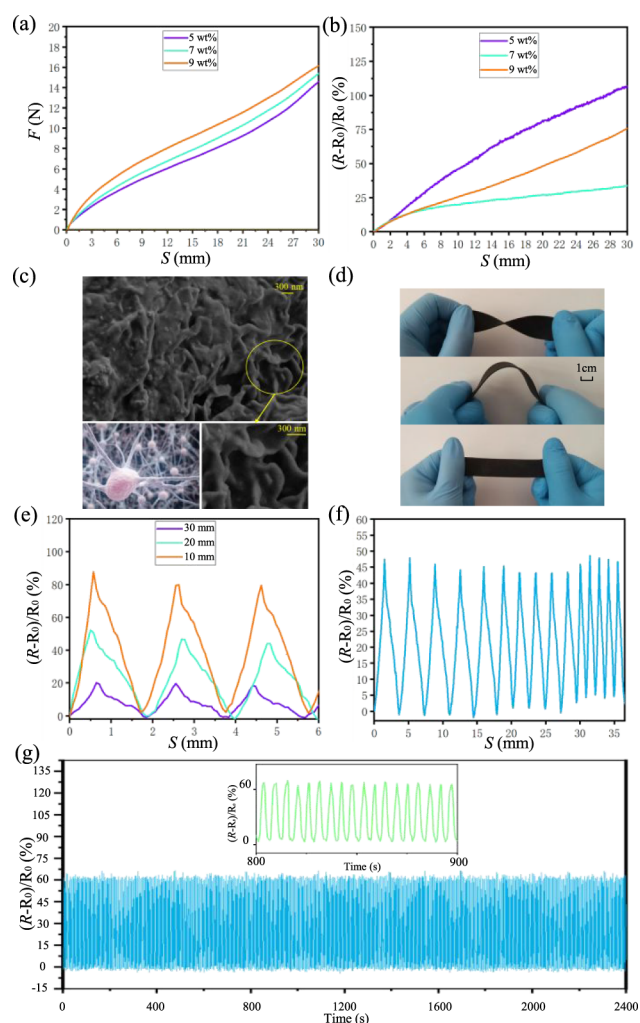 (a)
5 wt%
7 wt%
9 wt%
F (N)
20
18
16
14
12
10
8
6
4
2
0
0 3 6 9 12 15 18 21 24 27 30
S (mm)
(b)
5 wt%
7 wt%
9 wt%
(R-R0)/R0 (%)
150
125
100
75
50
25
0
0 2 4 6 8 10 12 14 16 18 20 22 24 26 28 30
S (mm)
(c)
300 nm
300 nm
(d)
1cm
(e)
30 mm
20 mm
10 mm
(R-R0)/R0 (%)
120
100
80
60
40
20
0
0 1 2 3 4 5 6
S (mm)
(f)
(R-R0)/R0 (%)
60
55
50
45
40
35
30
25
20
15
10
5
0
-5
0 5 10 15 20 25 30 35
S (mm)
(g)
(R-R0)/R0 (%)
135
120
105
90
75
60
45
30
15
0
-15
0 400 800 1200 1600 2000 2400
Time (s)
(R-R0)/R0 (%)
60
0
800 900
Time (s)